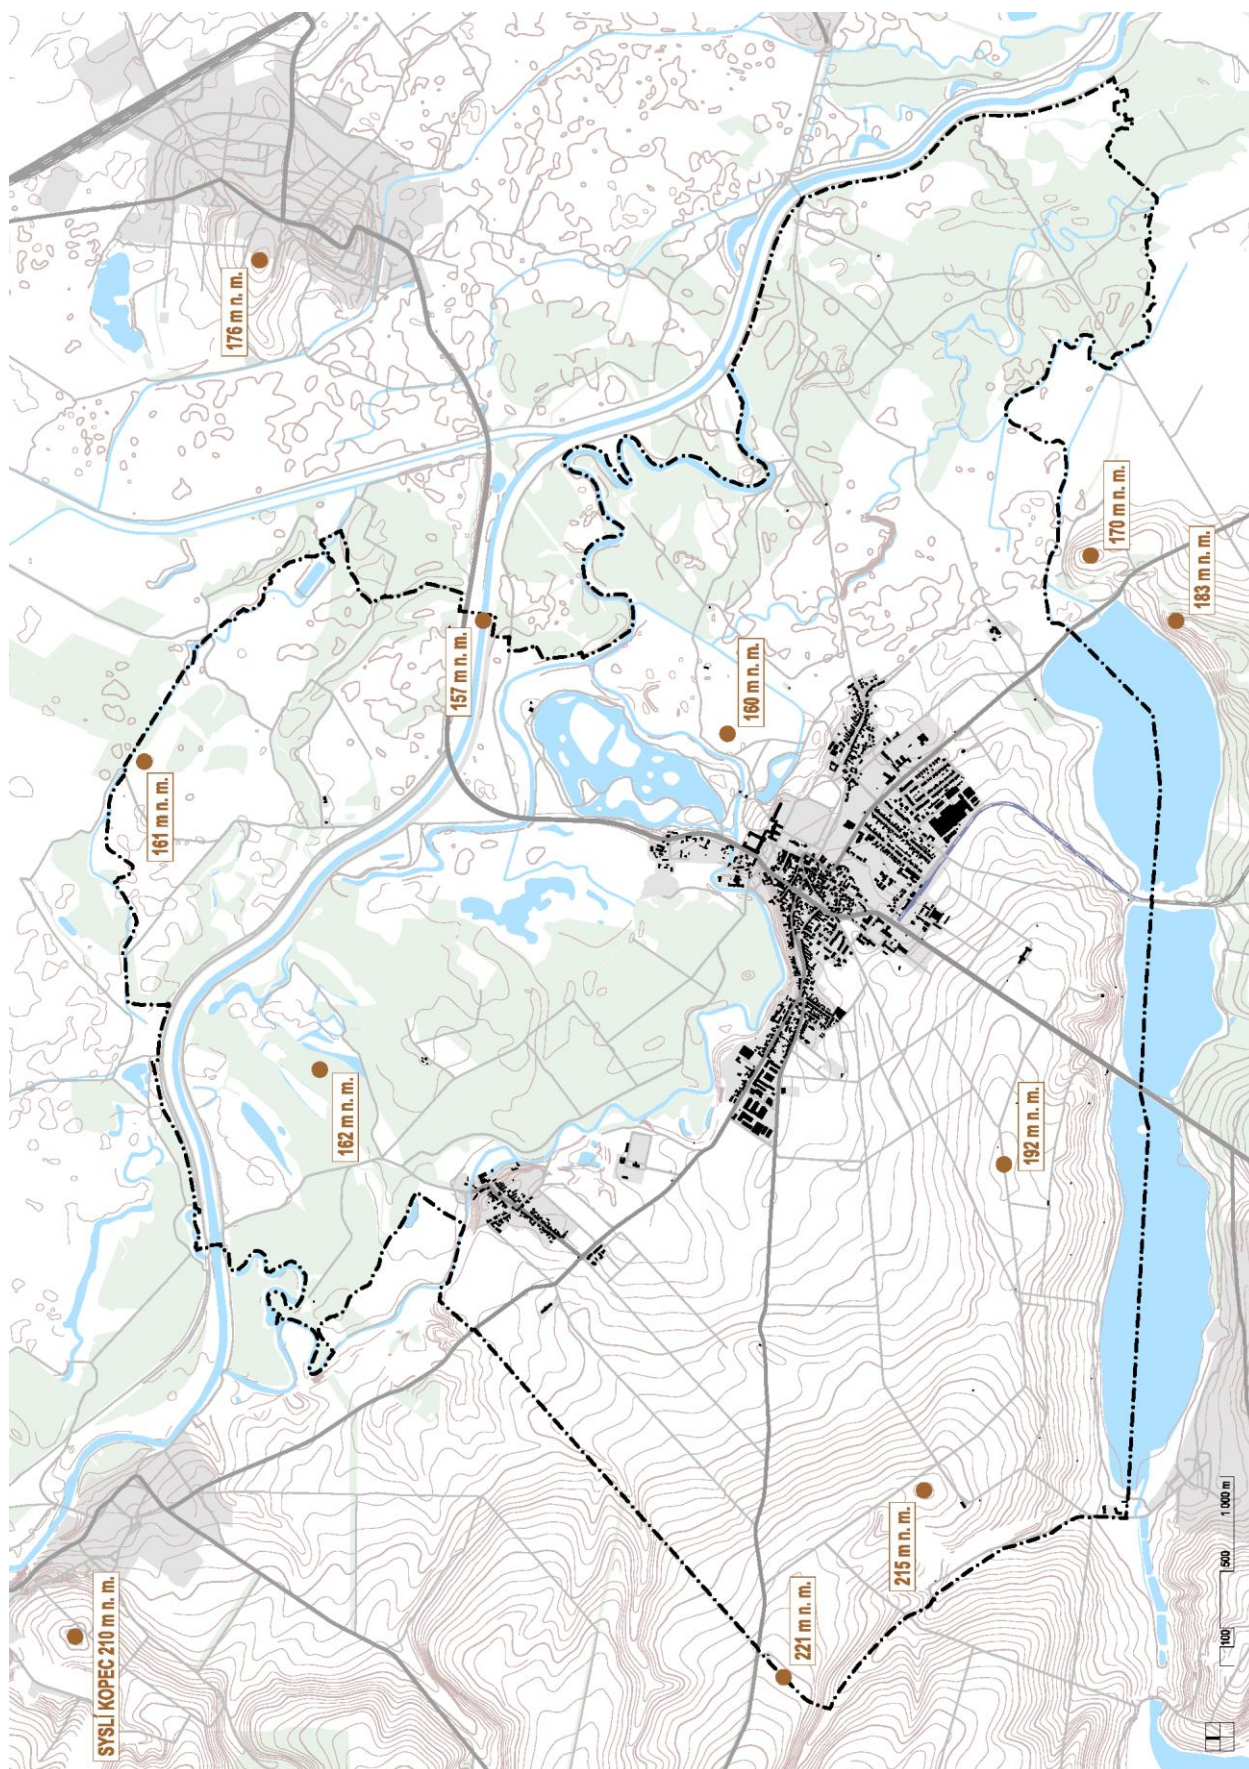 SYSLÍ KOPEC 210 m n. m.
176 m n. m.
161 m n. m.
162 m n. m.
157 m n. m.
160 m n. m.
170 m n. m.
183 m n. m.
192 m n. m.
215 m n. m.
221 m n. m.
100 500 1 000 m